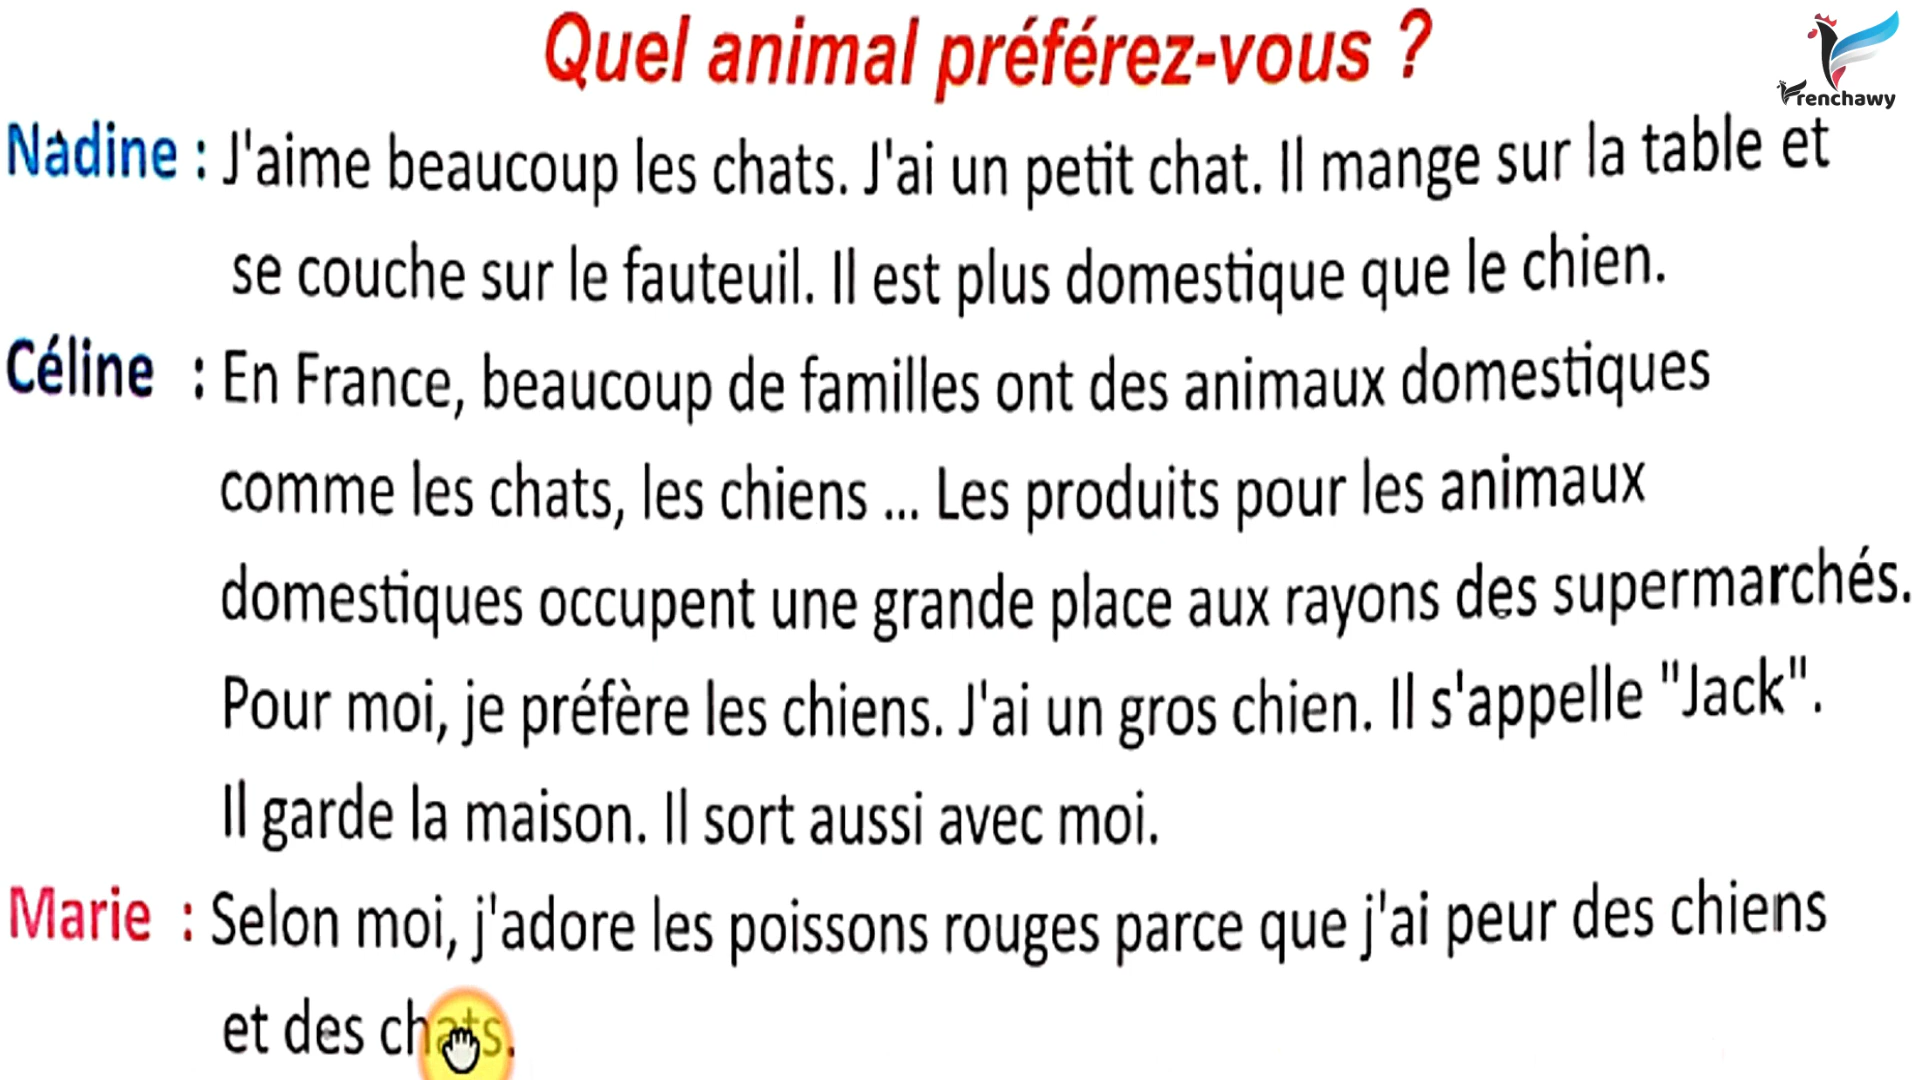 Quel animal préférez-vous ?
Frenchawy
Nadine : J'aime beaucoup les chats. J'ai un petit chat. Il mange sur la table et
se couche sur le fauteuil. Il est plus domestique que le chien.
Céline : En France, beaucoup de familles ont des animaux domestiques
comme les chats, les chiens ... Les produits pour les animaux
domestiques occupent une grande place aux rayons des supermarchés.
Pour moi, je préfère les chiens. J'ai un gros chien. Il s'appelle "Jack".
Il garde la maison. Il sort aussi avec moi.
Marie : Selon moi, j'adore les poissons rouges parce que j'ai peur des chiens
et des chats.